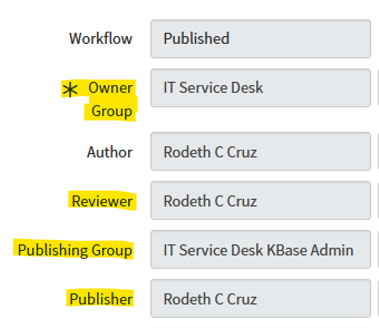 Workflow Published
* Owner Group IT Service Desk
Author Rodeth C Cruz
Reviewer Rodeth C Cruz
Publishing Group IT Service Desk KBase Admin
Publisher Rodeth C Cruz